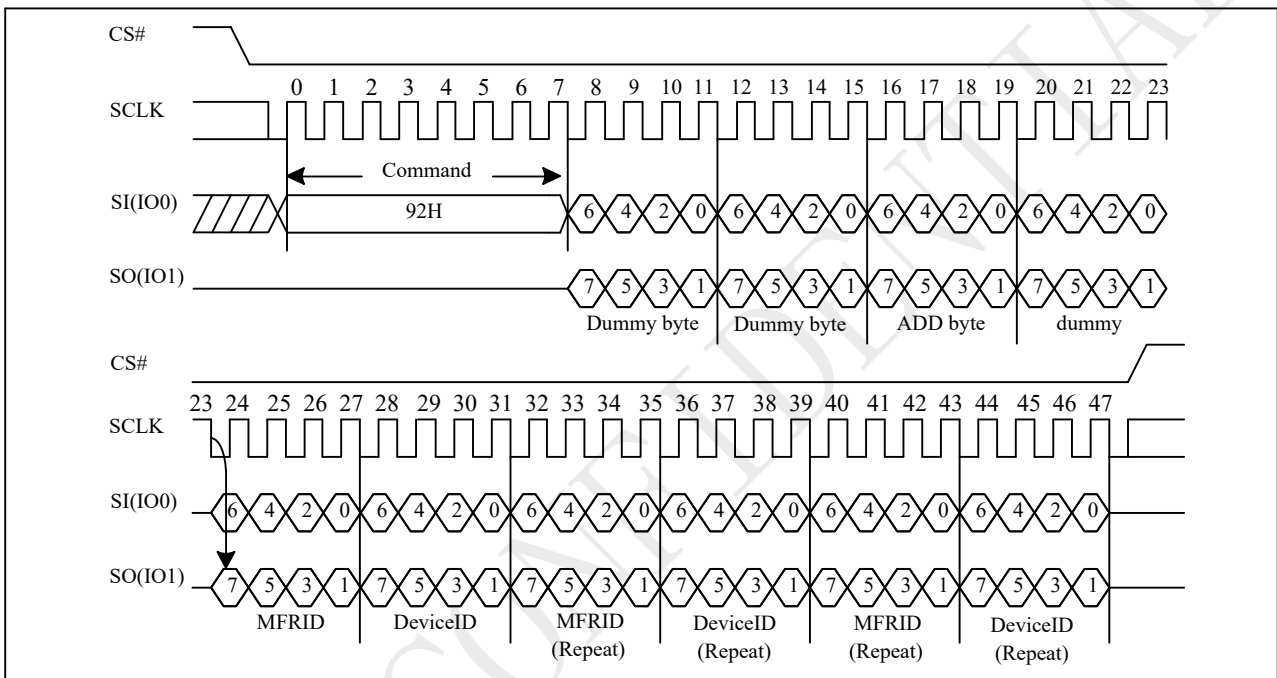 CS#
0 1 2 3 4 5 6 7 8 9 10 11 12 13 14 15 16 17 18 19 20 21 22 23
SCLK
Command
SI(IO0) 92H 6 4 2 0 6 4 2 0 6 4 2 0 6 4 2 0
SO(IO1) 7 5 3 1 7 5 3 1 7 5 3 1 7 5 3 1
Dummy byte Dummy byte ADD byte dummy
CS#
23 24 25 26 27 28 29 30 31 32 33 34 35 36 37 38 39 40 41 42 43 44 45 46 47
SCLK
SI(IO0) 6 4 2 0 6 4 2 0 6 4 2 0 6 4 2 0 6 4 2 0 6 4 2 0
SO(IO1) 7 5 3 1 7 5 3 1 7 5 3 1 7 5 3 1 7 5 3 1 7 5 3 1
MFRID DeviceID MFRID DeviceID MFRID DeviceID
(Repeat) (Repeat) (Repeat) (Repeat)
CONFIDENTIAL